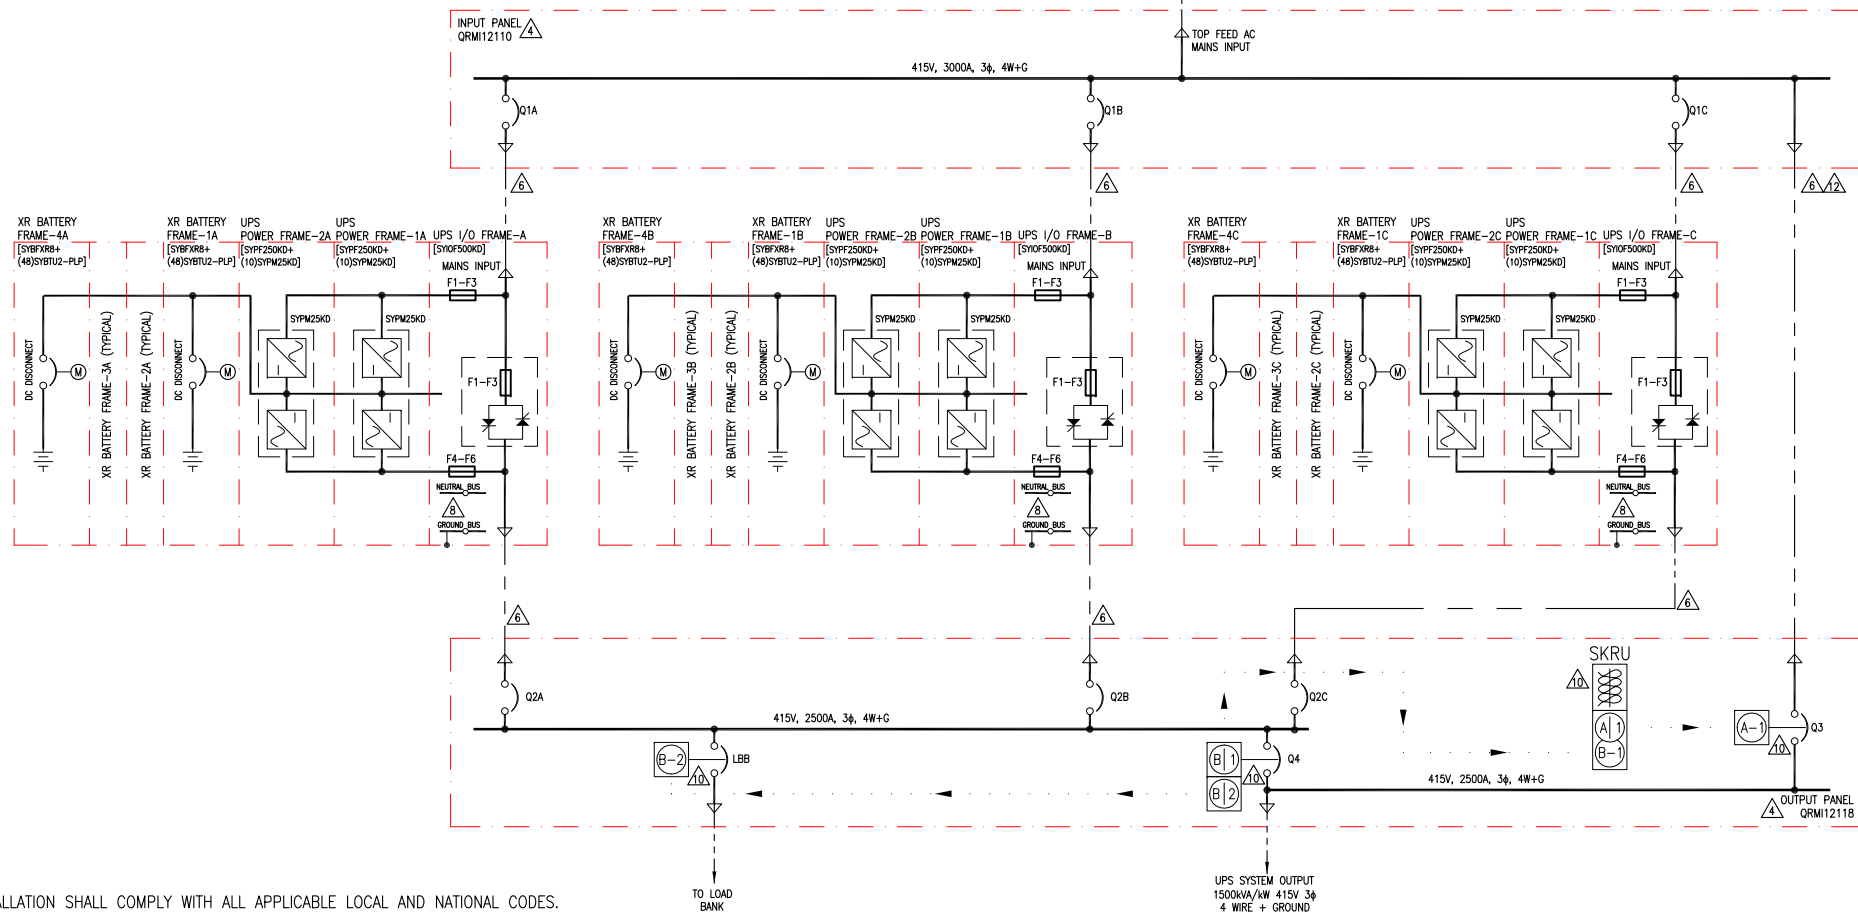 INPUT PANEL
QRMI12110
4
TOP FEED AC
MAINS INPUT
415V, 3000A, 3ϕ, 4W+G
Q1A
Q1B
Q1C
6
6
6
6
12
XR BATTERY
FRAME-4A
[SYBFXR8+
(48)SYBTU2-PLP]
XR BATTERY
FRAME-1A
[SYBFXR8+
(48)SYBTU2-PLP]
UPS
POWER FRAME-2A
[SYPF250KD+
(10)SYPM25KD]
UPS
POWER FRAME-1A
[SYPF250KD+
(10)SYPM25KD]
UPS I/O FRAME-A
[SYIOF500KD]
MAINS INPUT
F1-F3
SYPM25KD
SYPM25KD
DC DISCONNECT
M
XR BATTERY FRAME-3A (TYPICAL)
XR BATTERY FRAME-2A (TYPICAL)
DC DISCONNECT
M
F1-F3
F4-F6
NEUTRAL BUS
8
GROUND BUS
XR BATTERY
FRAME-4B
[SYBFXR8+
(48)SYBTU2-PLP]
XR BATTERY
FRAME-1B
[SYBFXR8+
(48)SYBTU2-PLP]
UPS
POWER FRAME-2B
[SYPF250KD+
(10)SYPM25KD]
UPS
POWER FRAME-1B
[SYPF250KD+
(10)SYPM25KD]
UPS I/O FRAME-B
[SYIOF500KD]
MAINS INPUT
F1-F3
SYPM25KD
SYPM25KD
DC DISCONNECT
M
XR BATTERY FRAME-3B (TYPICAL)
XR BATTERY FRAME-2B (TYPICAL)
DC DISCONNECT
M
F1-F3
F4-F6
NEUTRAL BUS
8
GROUND BUS
XR BATTERY
FRAME-4C
[SYBFXR8+
(48)SYBTU2-PLP]
XR BATTERY
FRAME-1C
[SYBFXR8+
(48)SYBTU2-PLP]
UPS
POWER FRAME-2C
[SYPF250KD+
(10)SYPM25KD]
UPS
POWER FRAME-1C
[SYPF250KD+
(10)SYPM25KD]
UPS I/O FRAME-C
[SYIOF500KD]
MAINS INPUT
F1-F3
SYPM25KD
SYPM25KD
DC DISCONNECT
M
XR BATTERY FRAME-3C (TYPICAL)
XR BATTERY FRAME-2C (TYPICAL)
DC DISCONNECT
M
F1-F3
F4-F6
NEUTRAL BUS
8
GROUND BUS
6
6
6
Q2A
Q2B
Q2C
SKRU
10
A|1
B-1
A-1
Q3
10
415V, 2500A, 3ϕ, 4W+G
B-2
LBB
10
B|1
Q4
10
B|2
415V, 2500A, 3ϕ, 4W+G
4
OUTPUT PANEL
QRMI12118
TO LOAD
BANK
UPS SYSTEM OUTPUT
1500kVA/kW 415V 3ϕ
4 WIRE + GROUND
ALLATION SHALL COMPLY WITH ALL APPLICABLE LOCAL AND NATIONAL CODES.